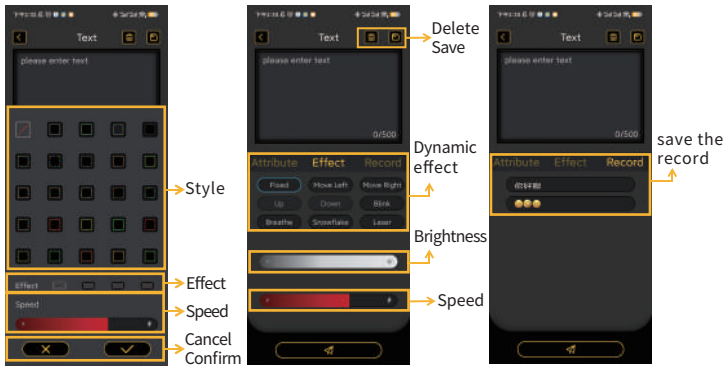 Text
please enter text
Style
Effect
Effect
Speed
Speed
Cancel
Confirm
Text
Delete
Save
please enter text
0/500
Attribute Effect Record
Dynamic
effect
Fixed Move Left Move Right
Up Down Blink
Breathe Snowflake Laser
Brightness
Speed
Text
please enter text
0/500
Attribute Effect Record
save the
record